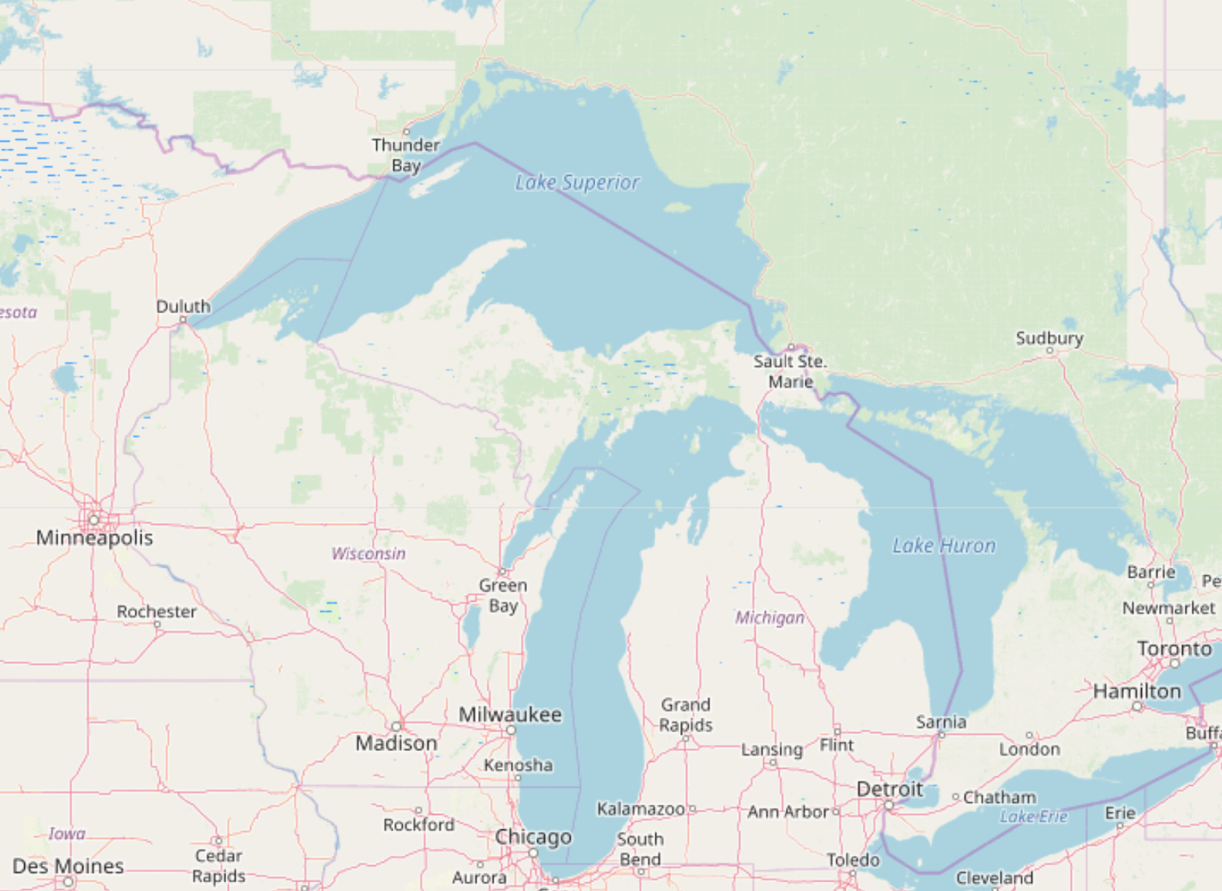 Thunder
Bay
Lake Superior
Duluth
esota
Sudbury
Sault Ste.
Marie
Minneapolis
Wisconsin
Lake Huron
Green
Bay
Barrie
Pe
Rochester
Newmarket
Michigan
Toronto
Hamilton
Grand
Rapids
Milwaukee
Madison
Sarnia
Buffa
Lansing
Flint
London
Kenosha
Detroit
Chatham
Kalamazoo
Ann Arbor
Lake Erie
Erie
Rockford
Iowa
Chicago
South
Bend
Des Moines
Cedar
Rapids
Aurora
Toledo
Cleveland